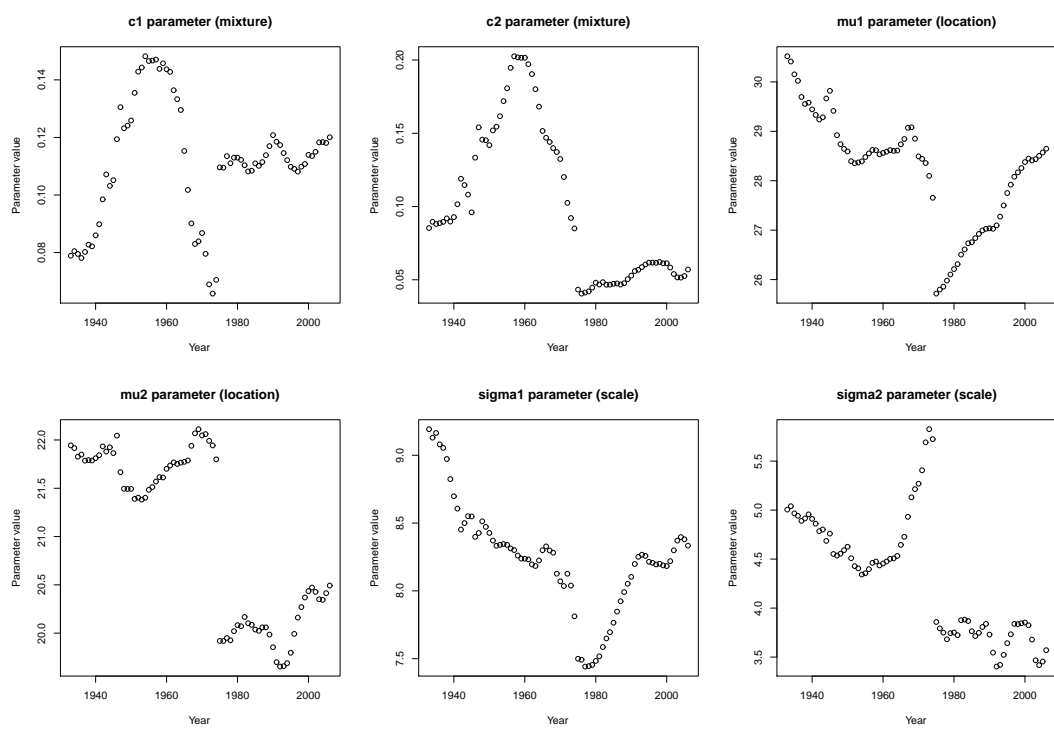 c1 parameter (mixture)
Parameter value
0.14
0.12
0.10
0.08
1940 1960 1980 2000
Year
c2 parameter (mixture)
Parameter value
0.20
0.15
0.10
0.05
1940 1960 1980 2000
Year
mu1 parameter (location)
Parameter value
30
29
28
27
26
1940 1960 1980 2000
Year
mu2 parameter (location)
Parameter value
22.0
21.5
21.0
20.5
20.0
1940 1960 1980 2000
Year
sigma1 parameter (scale)
Parameter value
9.0
8.5
8.0
7.5
1940 1960 1980 2000
Year
sigma2 parameter (scale)
Parameter value
5.5
5.0
4.5
4.0
3.5
1940 1960 1980 2000
Year